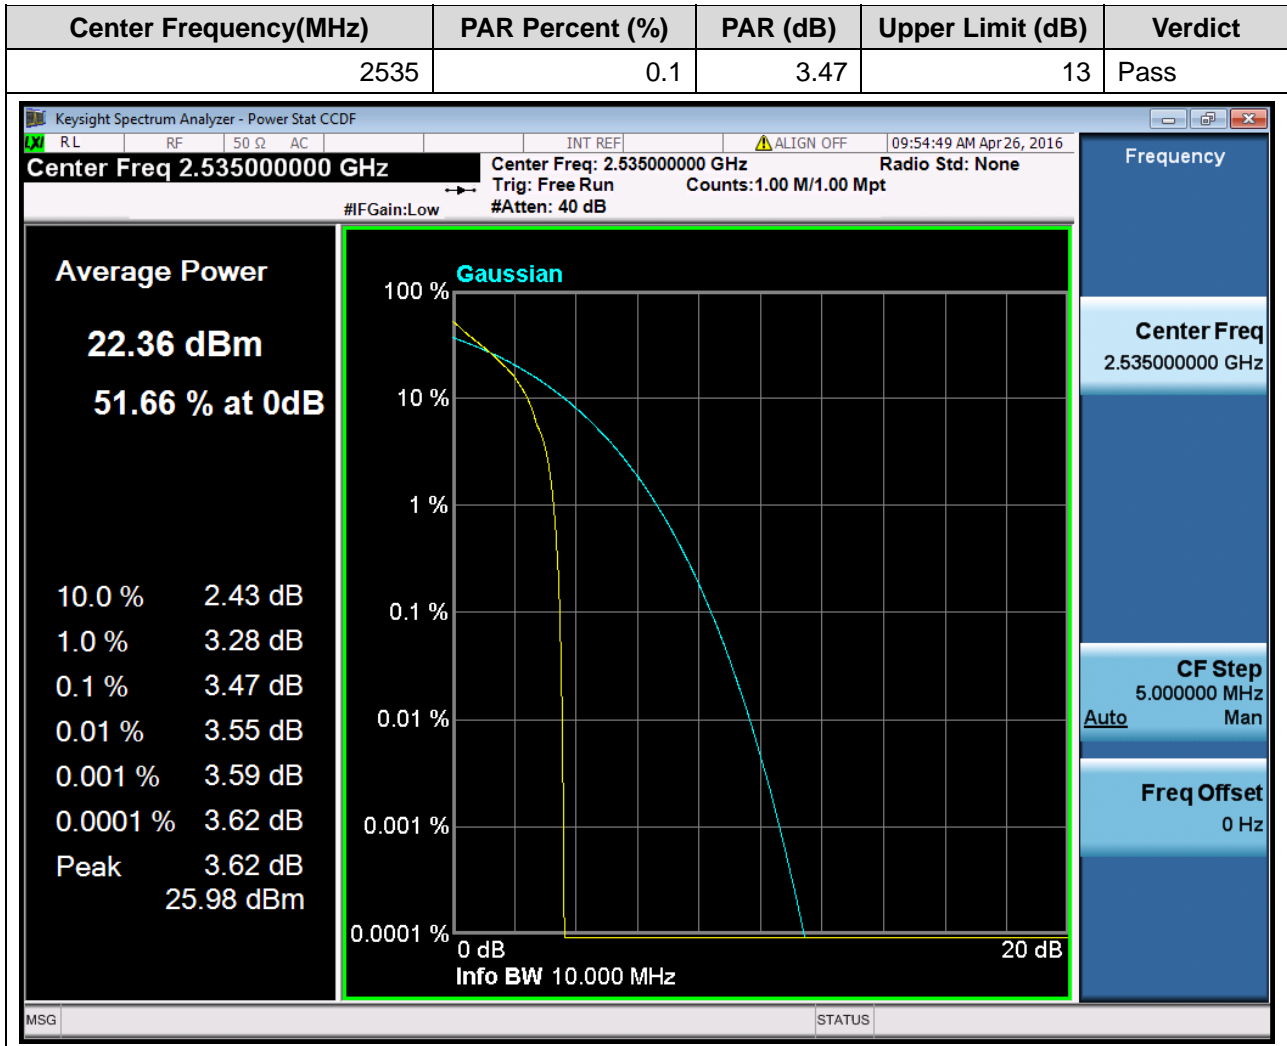 Center Frequency(MHz) PAR Percent (%) PAR (dB) Upper Limit (dB) Verdict
2535 0.1 3.47 13 Pass
Keysight Spectrum Analyzer - Power Stat CCDF
LXI RL RF 50 Ω AC INT REF ALIGN OFF 09:54:49 AM Apr 26, 2016
Center Freq 2.535000000 GHz
Center Freq: 2.535000000 GHz Radio Std: None
Trig: Free Run Counts:1.00 M/1.00 Mpt
#IFGain:Low #Atten: 40 dB
Average Power
22.36 dBm
51.66 % at 0dB
10.0 % 2.43 dB
1.0 % 3.28 dB
0.1 % 3.47 dB
0.01 % 3.55 dB
0.001 % 3.59 dB
0.0001 % 3.62 dB
Peak 3.62 dB
25.98 dBm
Gaussian
100 %
10 %
1 %
0.1 %
0.01 %
0.001 %
0.0001 %
0 dB 20 dB
Info BW 10.000 MHz
Frequency
Center Freq
2.535000000 GHz
CF Step
5.000000 MHz
Auto Man
Freq Offset
0 Hz
MSG STATUS